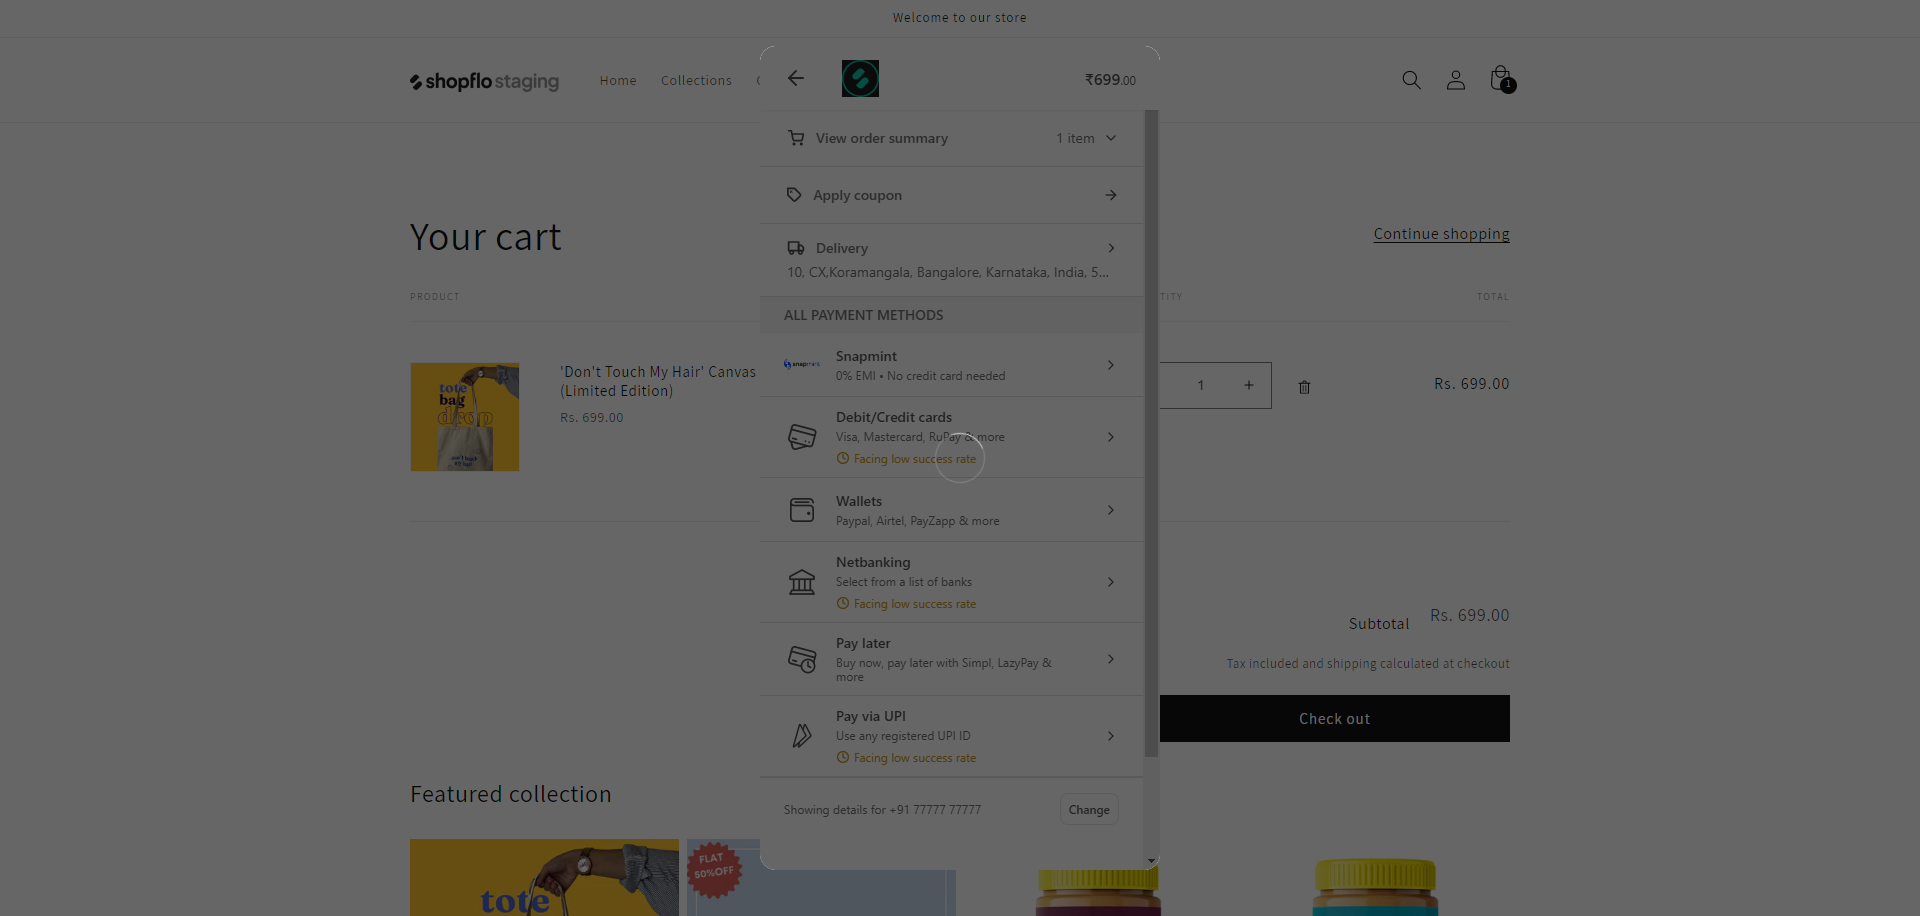 Welcome to our store
shopflo staging
Home
Collections
1
₹699.00
View order summary
1 item
Apply coupon
Delivery
10, CX,Koramangala, Bangalore, Karnataka, India, 5...
ALL PAYMENT METHODS
Snapmint
0% EMI • No credit card needed
snapmint
Debit/Credit cards
Visa, Mastercard, RuPay & more
Facing low success rate
Wallets
Paypal, Airtel, PayZapp & more
Netbanking
Select from a list of banks
Facing low success rate
Pay later
Buy now, pay later with Simpl, LazyPay &
more
Pay via UPI
Use any registered UPI ID
Facing low success rate
Showing details for +91 77777 77777
Change
Your cart
Continue shopping
PRODUCT
TITY
TOTAL
tote
bag
drop
'Don't Touch My Hair' Canvas
(Limited Edition)
Rs. 699.00
1
+
Rs. 699.00
Subtotal
Rs. 699.00
Tax included and shipping calculated at checkout
Check out
Featured collection
tote
FLAT
50%OFF